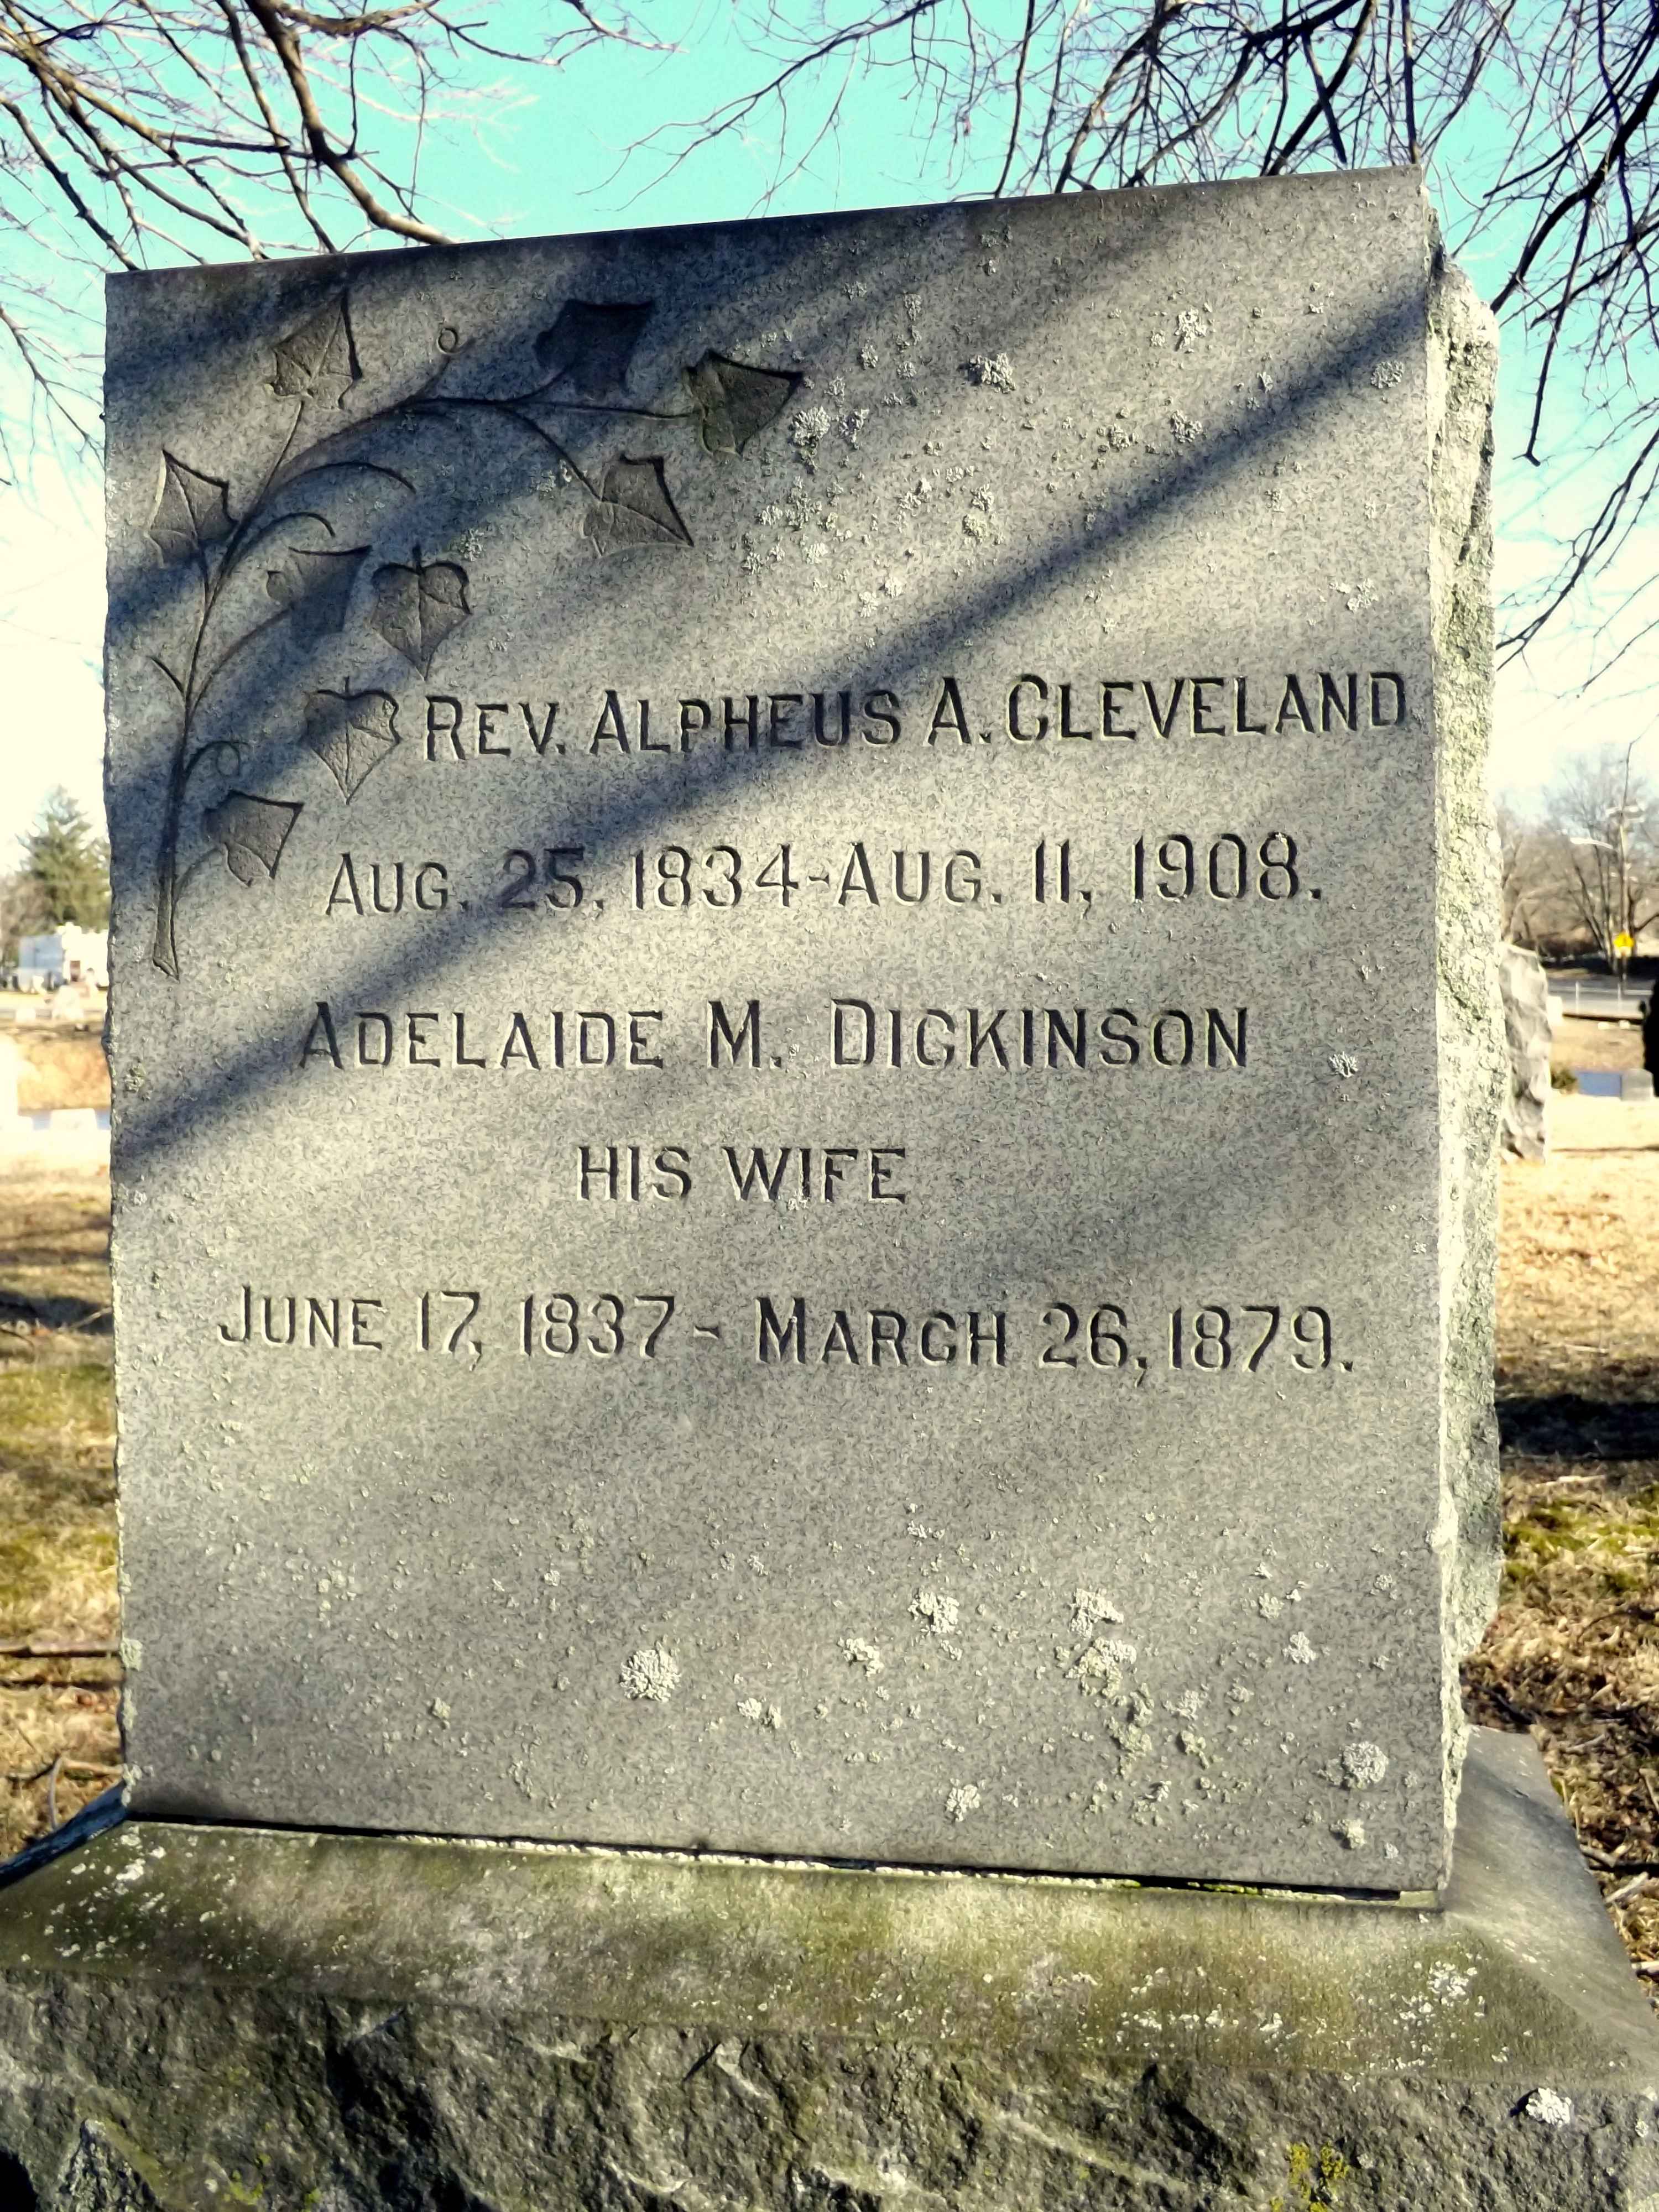 REV. ALPHEUS A. CLEVELAND
AUG. 25, 1834-AUG. 11, 1908.
ADELAIDE M. DICKINSON
HIS WIFE
JUNE 17, 1837 - MARCH 26, 1879.